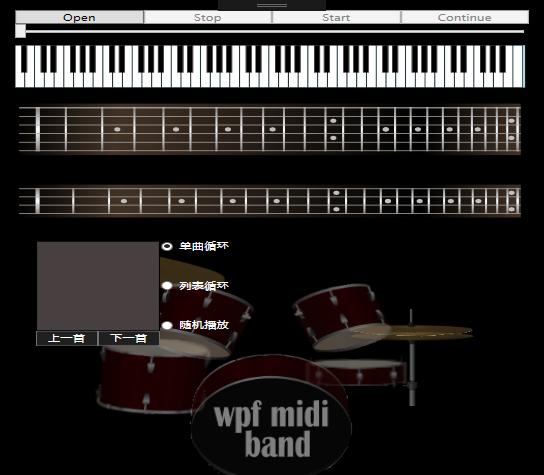 Open Stop Start Continue
单曲循环
列表循环
随机播放
上一首 下一首
wpf midi
band